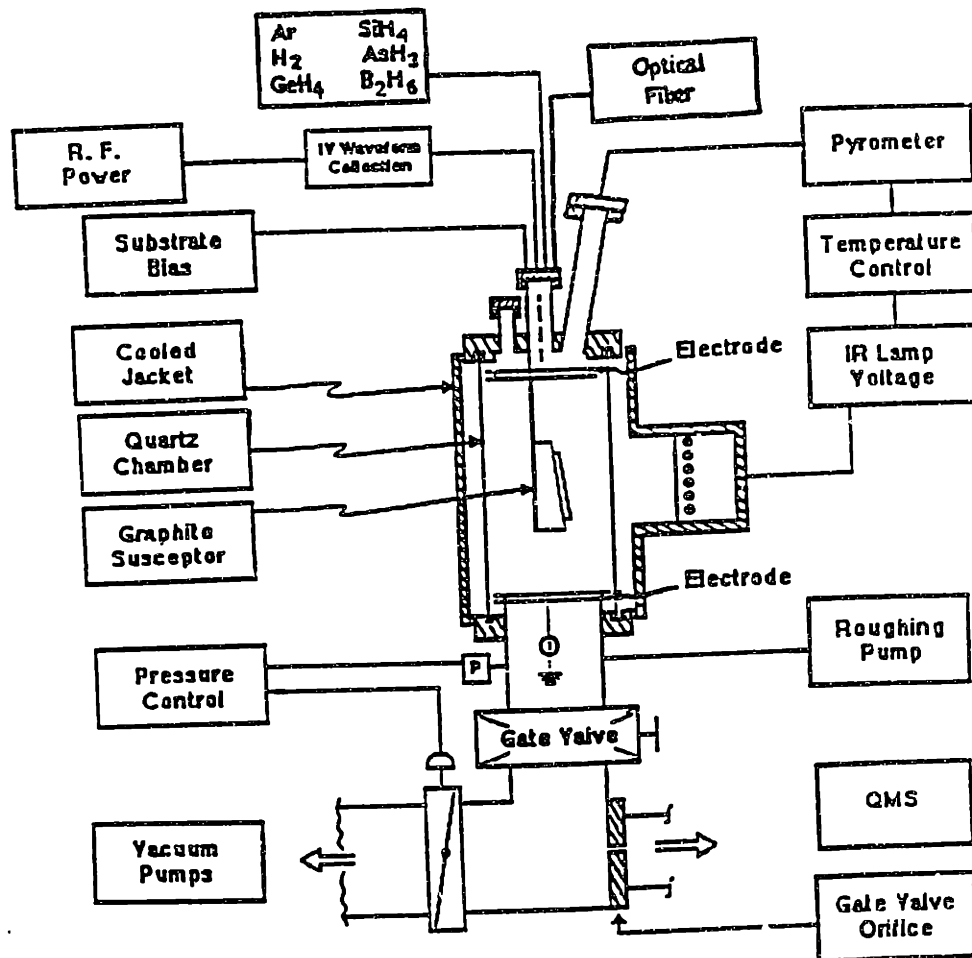 Ar SiH4
H2 AsH3
GeH4 B2H6
Optical
Fiber
R. F.
Power
IV Waveform
Collection
Pyrometer
Substrate
Bias
Temperature
Control
Cooled
Jacket
Electrode
IR Lamp
Voltage
Quartz
Chamber
Graphite
Susceptor
Electrode
Pressure
Control
P
I
Roughing
Pump
Gate Valve
Vacuum
Pumps
QMS
Gate Valve
Orifice